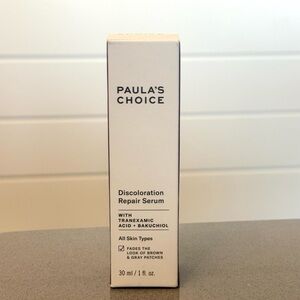 PAULA'S
CHOICE
Discoloration
Repair Serum
WITH
TRANEXAMIC
ACID + BAKUCHIOL
All Skin Types
FADES THE
LOOK OF BROWN
& GRAY PATCHES
30 ml / 1 fl. oz.